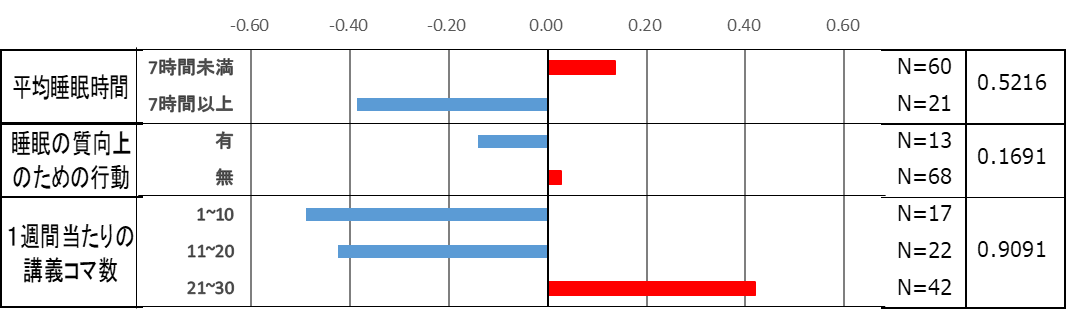 -0.60 -0.40 -0.20 0.00 0.20 0.40 0.60
平均睡眠時間
7時間未満 N=60
7時間以上 N=21
0.5216
睡眠の質向上
のための行動
有 N=13
無 N=68
0.1691
１週間当たりの
講義コマ数
1~10 N=17
11~20 N=22
21~30 N=42
0.9091